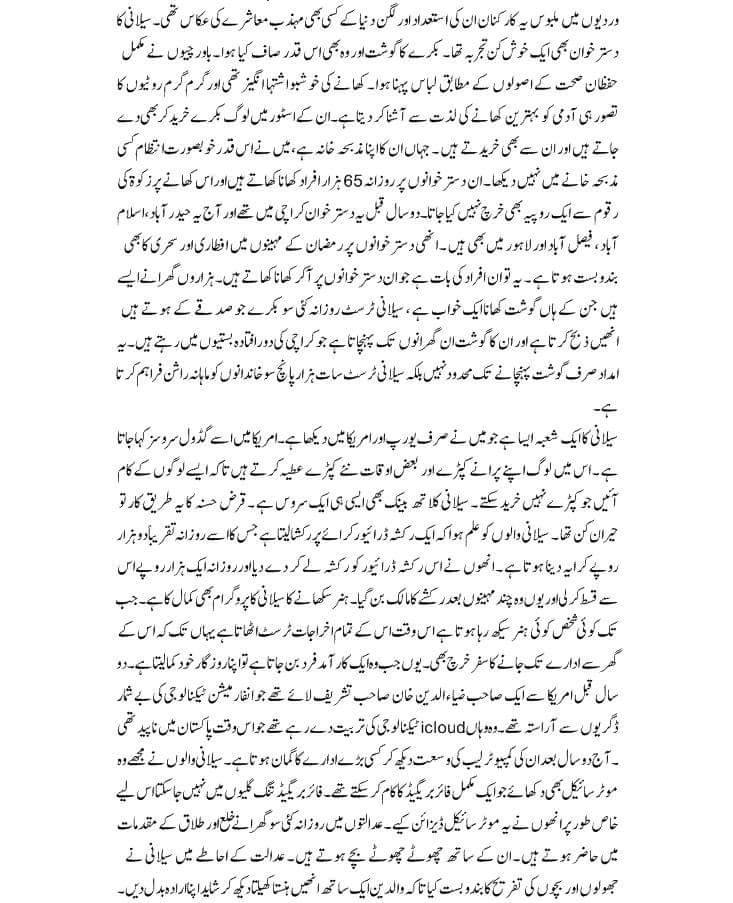 وردیوں میں ملبوس یہ کارکنان ان کی استعداد اور لگن دنیا کے کسی بھی مہذب معاشرے کی عکاس تھی۔ سیلانی کا
دستر خوان بھی ایک خوش کن تجربہ تھا۔ بکرے کا گوشت اور وہ بھی اس قدر صاف کیا ہوا۔ باورچیوں نے مکمل
حفظان صحت کے اصولوں کے مطابق لباس پہنا ہوا۔ کھانے کی خوشبو اشتہا انگیز تھی اور گرم گرم روٹیوں کا
تصور ہی آدمی کو بہترین کھانے کی لذت سے آشنا کر دیتا ہے۔ ان کے اسٹور میں لوگ بکرے خرید کر بھی دے
جاتے ہیں اور ان سے بھی خریدتے ہیں۔ جہاں ان کا اپنا مذبحہ خانہ ہے، میں نے اس قدر خوبصورت انتظام کسی
مذبحہ خانے میں نہیں دیکھا۔ ان دستر خوانوں پر روزانہ 65 ہزار افراد کھانا کھاتے ہیں اور اس کھانے پر زکوۃ کی
رقوم سے ایک روپیہ بھی خرچ نہیں کیا جاتا۔ دو سال قبل یہ دستر خوان کراچی میں تھے اور آج یہ حیدر آباد، اسلام
آباد، فیصل آباد اور لاہور میں بھی ہیں۔ انھی دستر خوانوں پر رمضان کے مہینوں میں افطاری اور سحری کا بھی
بندوبست ہوتا ہے۔ یہ تو ان افراد کی بات ہے جو ان دستر خوانوں پر آکر کھانا کھاتے ہیں۔ ہزاروں گھرانے ایسے
ہیں جن کے ہاں گوشت کھانا ایک خواب ہے، سیلانی ٹرسٹ روزانہ کئی سو بکرے جو صدقے کے ہوتے ہیں
انھیں ذبح کرتا ہے اور ان کا گوشت ان گھرانوں تک پہنچاتا ہے جو کراچی کی دور افتادہ بستیوں میں رہتے ہیں۔ یہ
امداد صرف گوشت پہنچانے تک محدود نہیں بلکہ سیلانی ٹرسٹ سات ہزار پانچ سو خاندانوں کو ماہانہ راشن فراہم کرتا
ہے۔
سیلانی کا ایک شعبہ ایسا ہے جو میں نے صرف یورپ اور امریکا میں دیکھا ہے۔ امریکا میں اسے گڈول سروسز کہا جاتا
ہے۔ اس میں لوگ اپنے پرانے کپڑے اور بعض اوقات نئے کپڑے عطیہ کرتے ہیں تاکہ ایسے لوگوں کے کام
آئیں جو کپڑے نہیں خرید سکتے۔ سیلانی کلاتھ بینک بھی ایسی ہی ایک سروس ہے۔ قرض حسنہ کا یہ طریق کار تو
حیران کن تھا۔ سیلانی والوں کو علم ہوا کہ ایک رکشہ ڈرائیور کرائے پر رکشا لیتا ہے جس کا اسے روزانہ تقریباً دو ہزار
روپے کرایہ دینا ہوتا ہے۔ انھوں نے اس رکشہ ڈرائیور کو رکشہ لے کر دے دیا اور روزانہ ایک ہزار روپے اس
سے قسط کرلی اور یوں وہ چند مہینوں بعد رکشے کا مالک بن گیا۔ ہنر سکھانے کا سیلانی کا پروگرام بھی کمال کا ہے۔ جب
تک کوئی شخص کوئی ہنر سیکھ رہا ہوتا ہے اس وقت اس کے تمام اخراجات ٹرسٹ اٹھاتا ہے یہاں تک کہ اس کے
گھر سے ادارے تک جانے کا سفر خرچ بھی۔ یوں جب وہ ایک کار آمد فرد بن جاتا ہے تو اپنا روزگار خود کما لیتا ہے۔ دو
سال قبل امریکا سے ایک صاحب ضیاء الدین خان صاحب تشریف لائے تھے جو انفارمیشن ٹیکنالوجی کی بے شمار
ڈگریوں سے آراستہ تھے۔ وہ وہاں icloud ٹیکنالوجی کی تربیت دے رہے تھے جو اس وقت پاکستان میں ناپید تھی
۔ آج دو سال بعد ان کی کمپیوٹر لیب کی وسعت دیکھ کر کسی بڑے ادارے کا گمان ہوتا ہے۔ سیلانی والوں نے مجھے وہ
موٹر سائیکل بھی دکھائے جو ایک مکمل فائر بریگیڈ کا کام کر سکتے تھے۔ فائر بریگیڈ تنگ گلیوں میں نہیں جا سکتا اس لیے
خاص طور پر انھوں نے یہ موٹر سائیکل ڈیزائن کیے۔ عدالتوں میں روزانہ کئی سو گھرانے خلع اور طلاق کے مقدمات
میں حاضر ہوتے ہیں۔ ان کے ساتھ چھوٹے چھوٹے بچے ہوتے ہیں۔ عدالت کے احاطے میں سیلانی نے
جھولوں اور بچوں کی تفریح کا بندوبست کیا تاکہ والدین ایک ساتھ انھیں ہنستا کھیلتا دیکھ کر شاید اپنا ارادہ بدل دیں۔